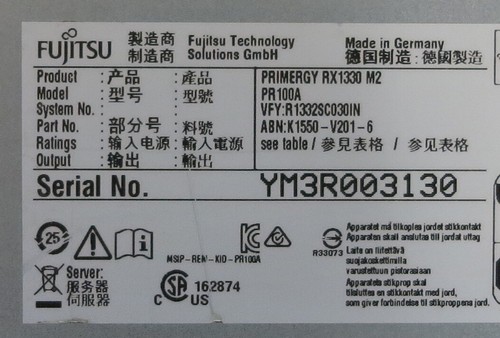 FUJITSU 製造商 Fujitsu Technology Made in Germany
制造商 Solutions GmbH 德国制造:德國製造
Product : 产品 : 產品 PRIMERGY RX1330 M2
Model : 型号 : 型號 PR100A
System No. : : VFY:R1332SC030IN
Part No. : 部分号 : 料號 ABN:K1550-V201-6
Ratings : 输入电源 : 輸入電源 see table / 參見表格 / 参见表格
Output : 输出 : 輸出
Serial No. YM3R003130
25
MSIP-REM-KIO-PR100A
R33073
Apparatet må tilkoples jordet stikkontakt
Apparaten skall anslutas till jordat uttag
Laite on liitettävä
suojakoskettimilla
varustettuun pistorasiaan
Apparatets stikprop skal
tilsluttes en stikkontakt med jord,
som giver forbindelse til stikproppens jord.
Server:
服务器
伺服器
C SA US 162874